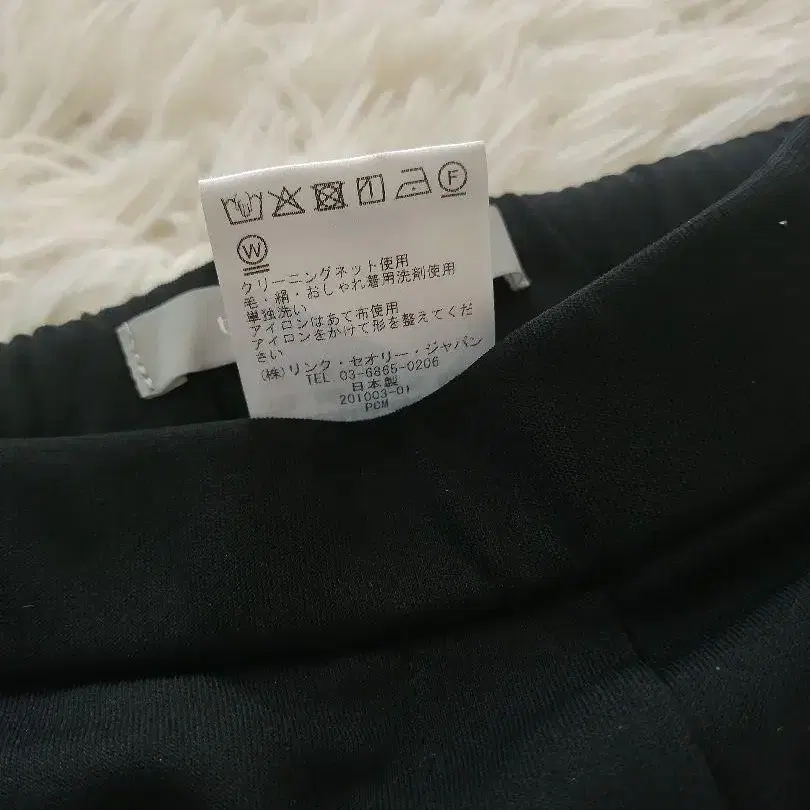 F
W
クリーニングネット使用
毛・絹・おしゃれ着用洗剤使用
単独洗い
アイロンはあて布使用
アイロンをかけて形を整えてくだ
さい
(株)リンク・セオリー・ジャパン
TEL 03-6865-0206
日本製
201003-01
PCM